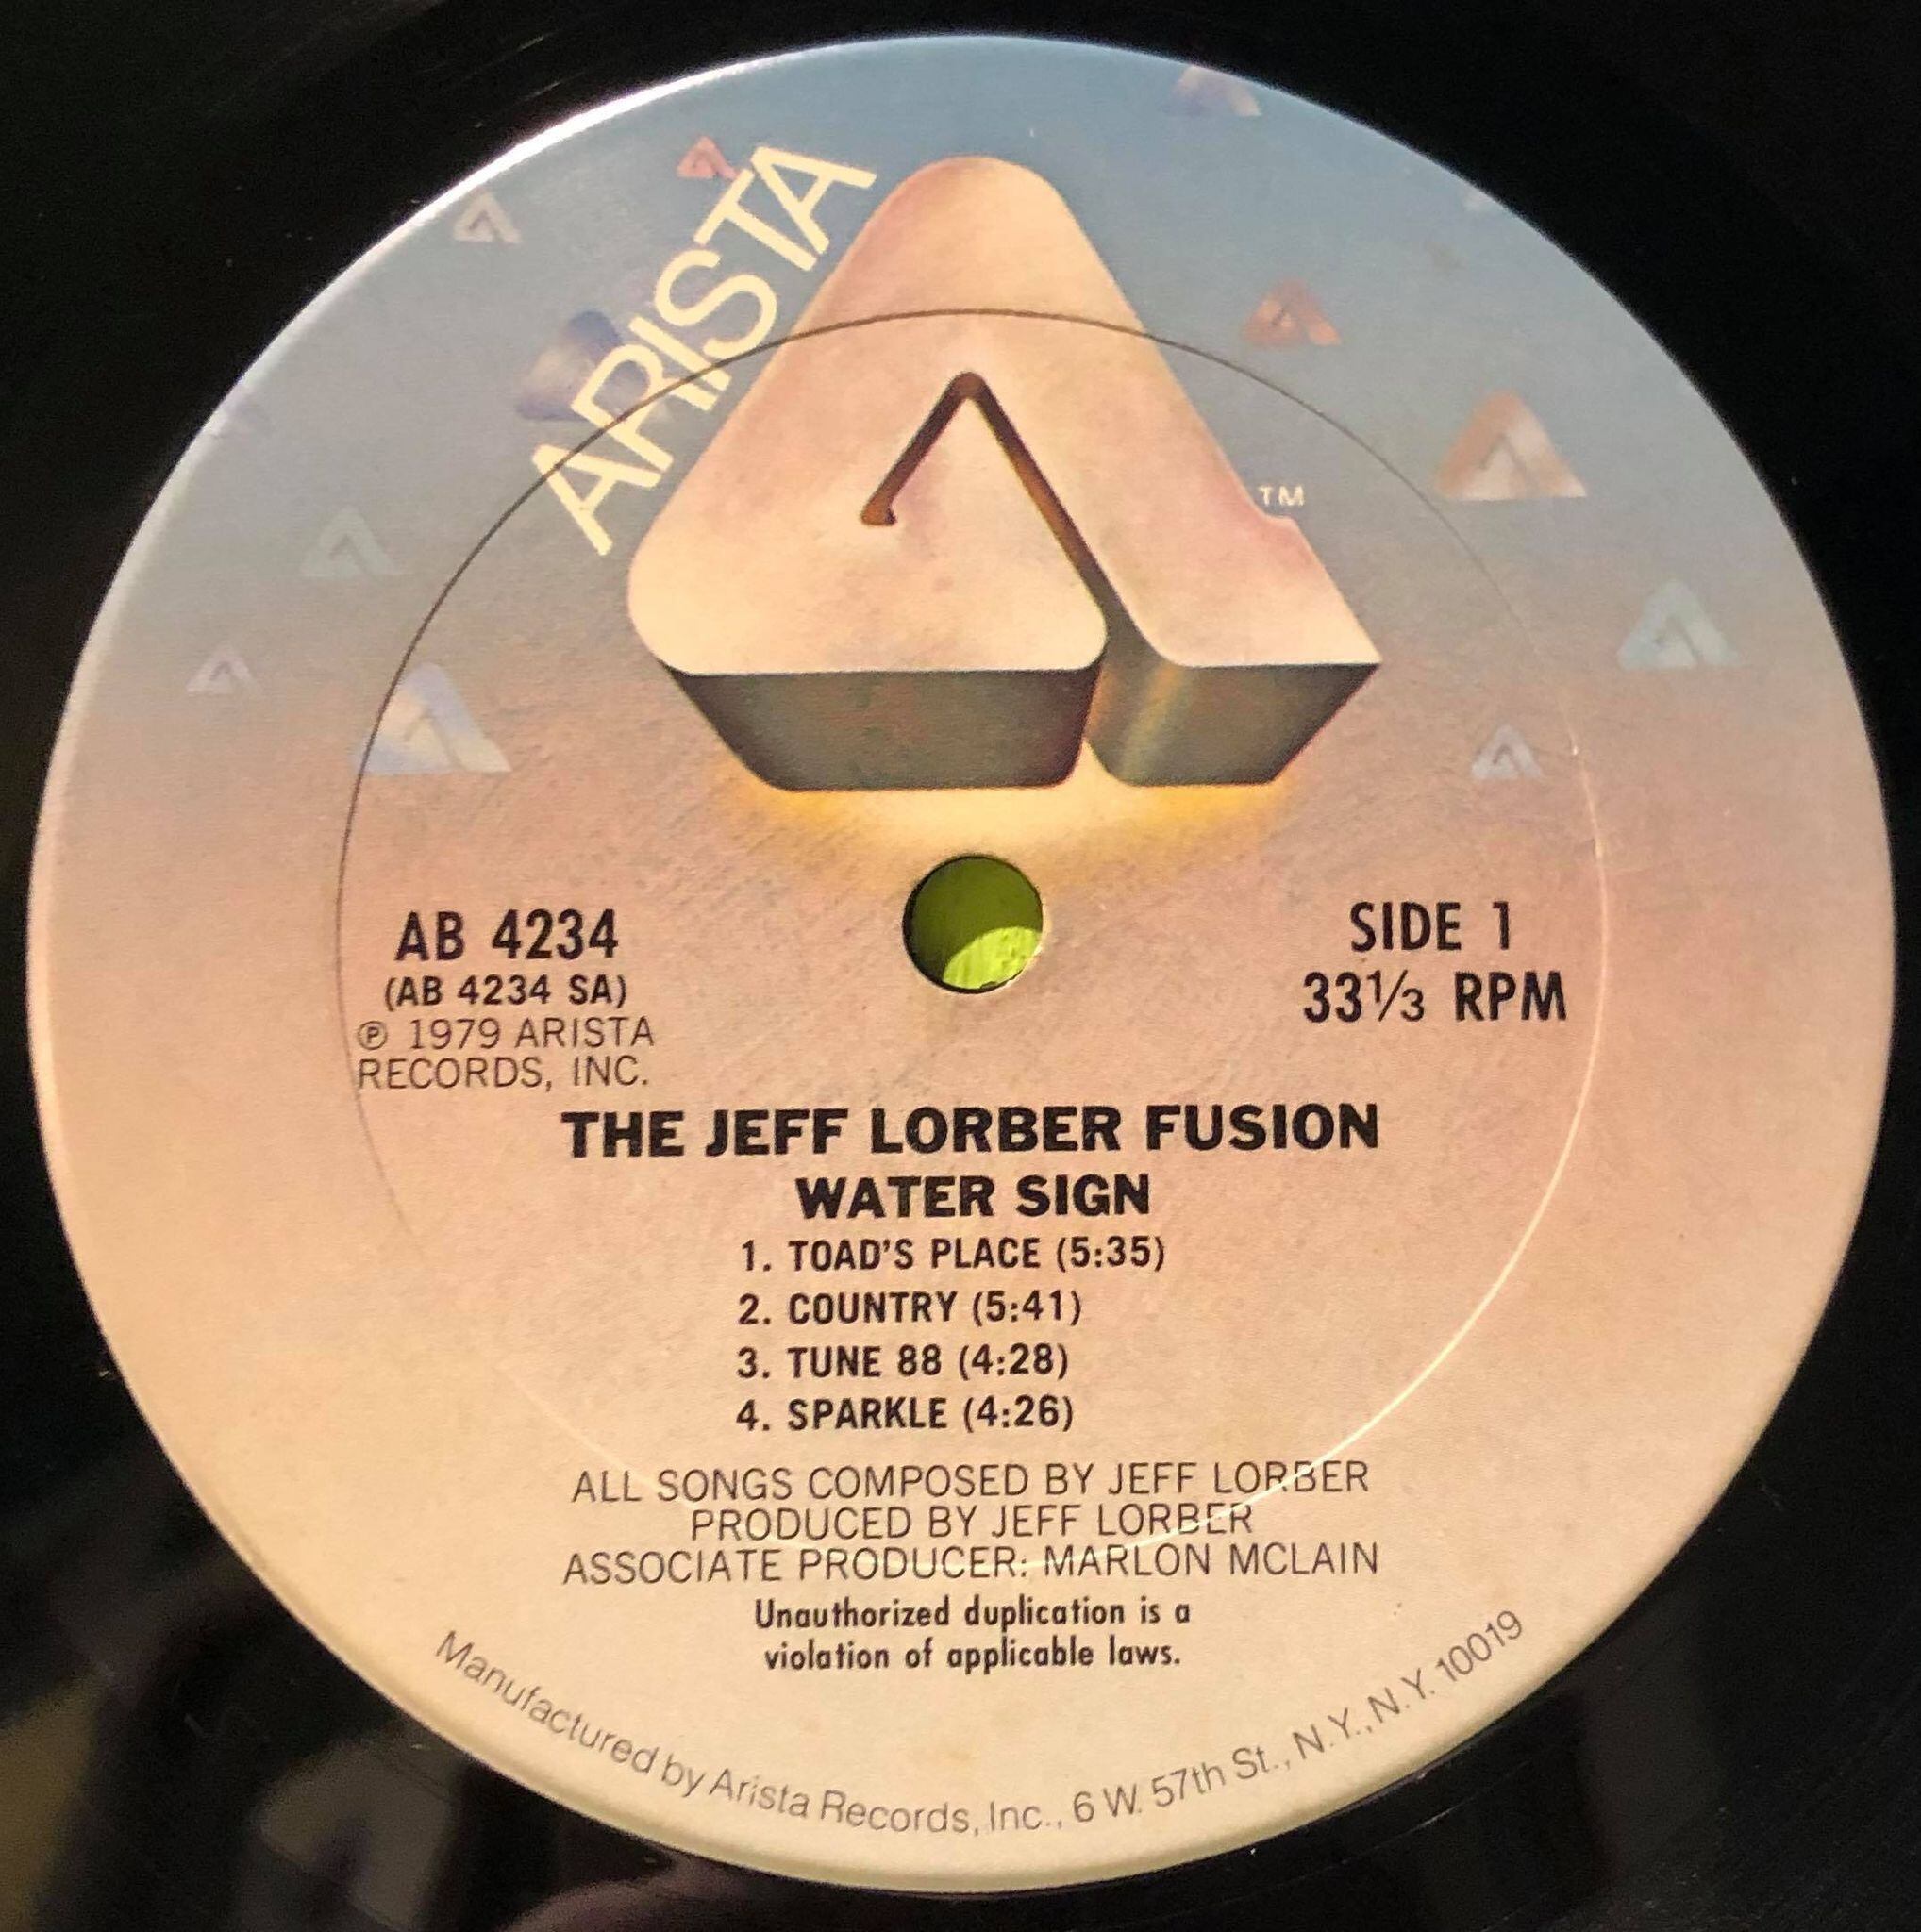 ARISTA
TM
AB 4234
(AB 4234 SA)
℗ 1979 ARISTA
RECORDS, INC.
SIDE 1
33⅓ RPM
THE JEFF LORBER FUSION
WATER SIGN
1. TOAD'S PLACE (5:35)
2. COUNTRY (5:41)
3. TUNE 88 (4:28)
4. SPARKLE (4:26)
ALL SONGS COMPOSED BY JEFF LORBER
PRODUCED BY JEFF LORBER
ASSOCIATE PRODUCER: MARLON MCLAIN
Unauthorized duplication is a
violation of applicable laws.
Manufactured by Arista Records, Inc., 6 W. 57th St., N.Y., N.Y. 10019